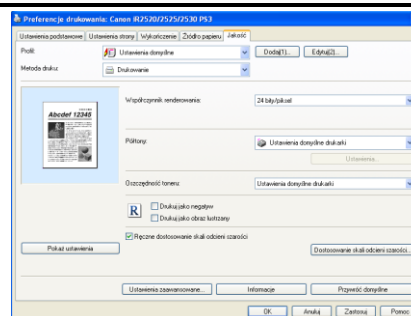 Preferencje drukowania: Canon iR2520/2525/2530 PS3
Ustawienia podstawowe Ustawienia strony Wykończenie Źródło papieru Jakość
Profil: Ustawienia domyślne Dodaj(1)... Edytuj(2)...
Metoda druku: Drukowanie
Abcdef 12345
Współczynnik renderowania: 24 bity/piksel
Półtony: Ustawienia domyślne drukarki
Ustawienia...
Oszczędność toneru: Ustawienia domyślne drukarki
R Drukuj jako negatyw
Drukuj jako obraz lustrzany
Ręczne dostosowanie skali odcieni szarości
Pokaż ustawienia Dostosowanie skali odcieni szarości...
Ustawienia zaawansowane... Informacje Przywróć domyślne
OK Anuluj Zastosuj Pomoc